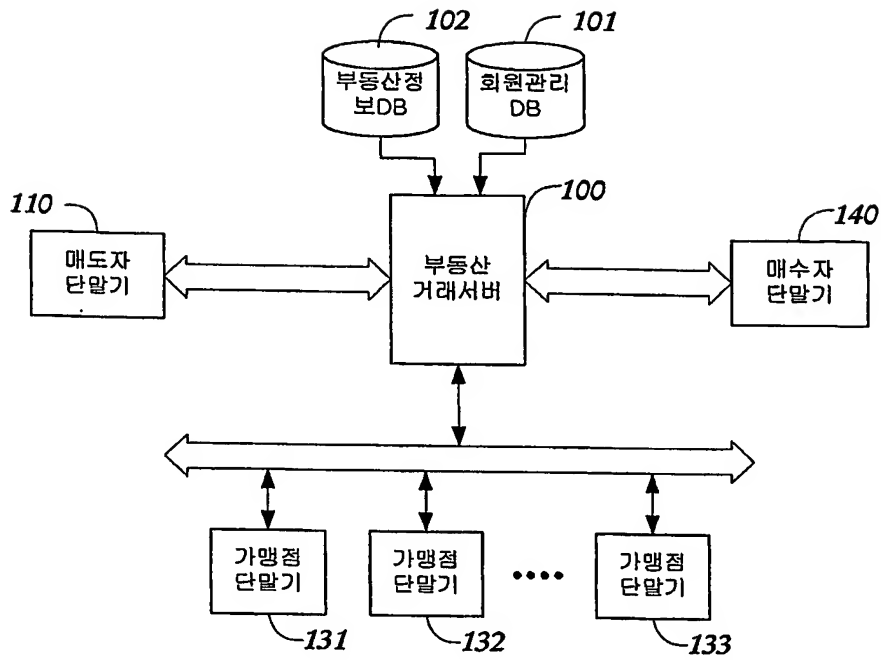 102
101
부동산정
보DB
회원관리
DB
100
110
140
매도자
단말기
부동산
거래서버
매수자
단말기
가맹점
단말기
가맹점
단말기
가맹점
단말기
131
132
133